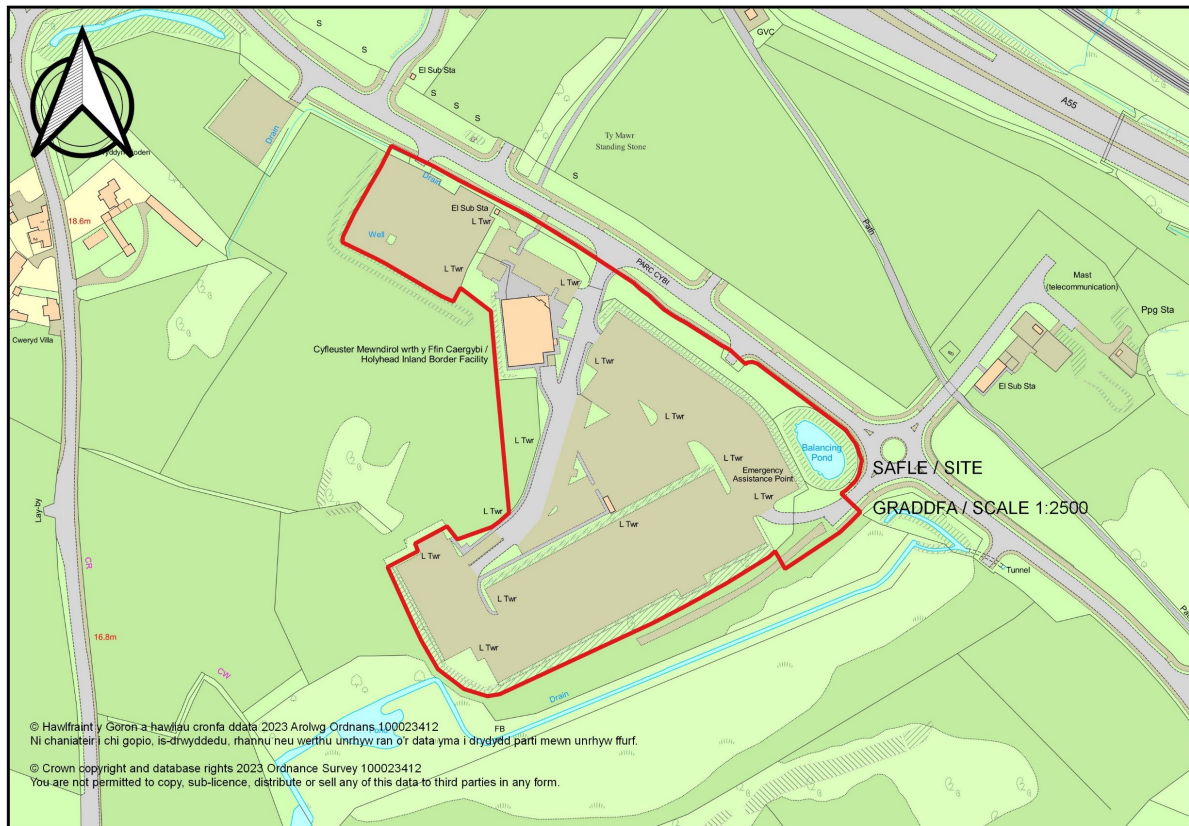 S
S
S
S
S
S
S
El Sub Sta
GVC
A55
Drain
Ty Mawr
Standing Stone
Drain
El Sub Sta
L Twr
18.6m
Well
L Twr
L Twr
PARC CYBI
Path
Mast
(telecommunication)
Ppg Sta
Cweryd Villa
Cyfleuster Mewndirol wrth y Ffin Caergybi /
Holyhead Inland Border Facility
L Twr
El Sub Sta
L Twr
L Twr
L Twr
Balancing
Pond
Emergency
Assistance Point
SAFLE / SITE
L Twr
GRADDFA / SCALE 1:2500
Lay-by
L Twr
L Twr
L Twr
CR
Tunnel
L Twr
16.8m
L Twr
CW
Drain
FB
© Hawlfraint y Goron a hawliau cronfa ddata 2023 Arolwg Ordnans 100023412
Ni chaniateir i chi gopio, is-drwyddedu, rhannu neu werthu unrhyw ran o'r data yma i drydydd parti mewn unrhyw ffurf.
© Crown copyright and database rights 2023 Ordnance Survey 100023412
You are not permitted to copy, sub-licence, distribute or sell any of this data to third parties in any form.